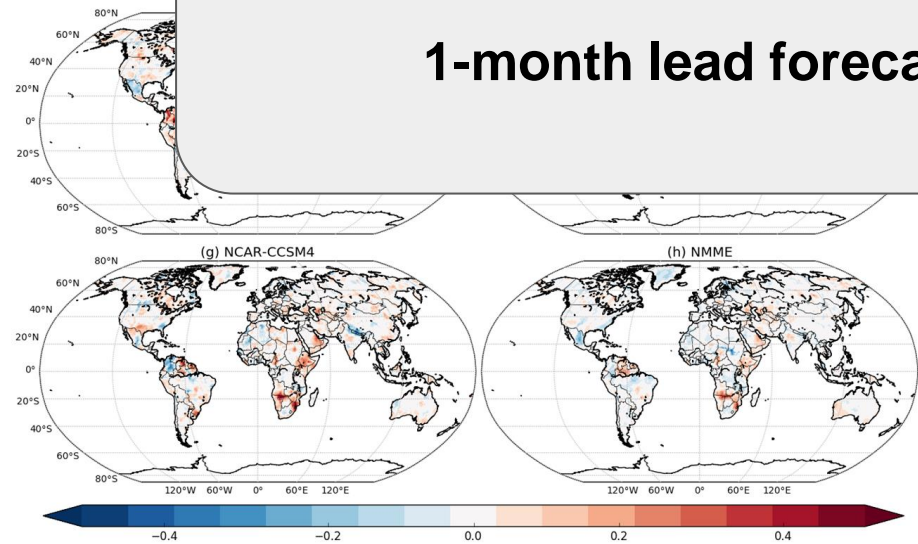 80°N
60°N
40°N
20°N
0°
20°S
40°S
60°S
80°S
1-month lead foreca
(g) NCAR-CCSM4
80°N
60°N
40°N
20°N
0°
20°S
40°S
60°S
80°S
120°W 60°W 0° 60°E 120°E
(h) NMME
120°W 60°W 0° 60°E 120°E
−0.4 −0.2 0.0 0.2 0.4